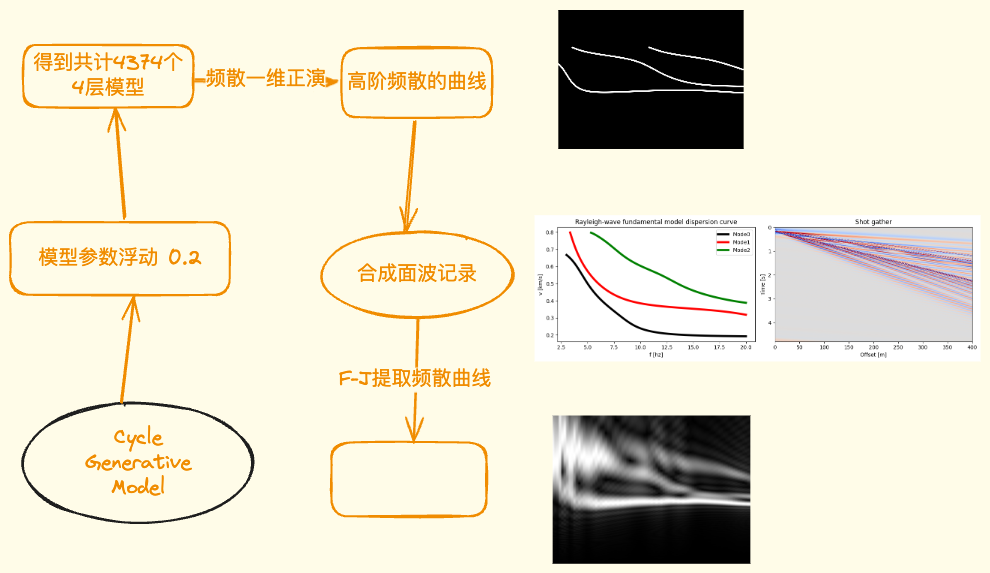 得到共计4374个
4层模型
频散一维正演
高阶频散的曲线
模型参数浮动 0.2
合成面波记录
F-J提取频散曲线
Cycle
Generative
Model
Rayleigh-wave fundamental model dispersion curve
Mode0
Mode1
Mode2
0.8
0.7
0.6
0.5
0.4
0.3
0.2
v [km/s]
2.5 5.0 7.5 10.0 12.5 15.0 17.5 20.0
f [hz]
Shot gather
0
1
2
3
4
Time [s]
0 50 100 150 200 250 300 350 400
Offset [m]